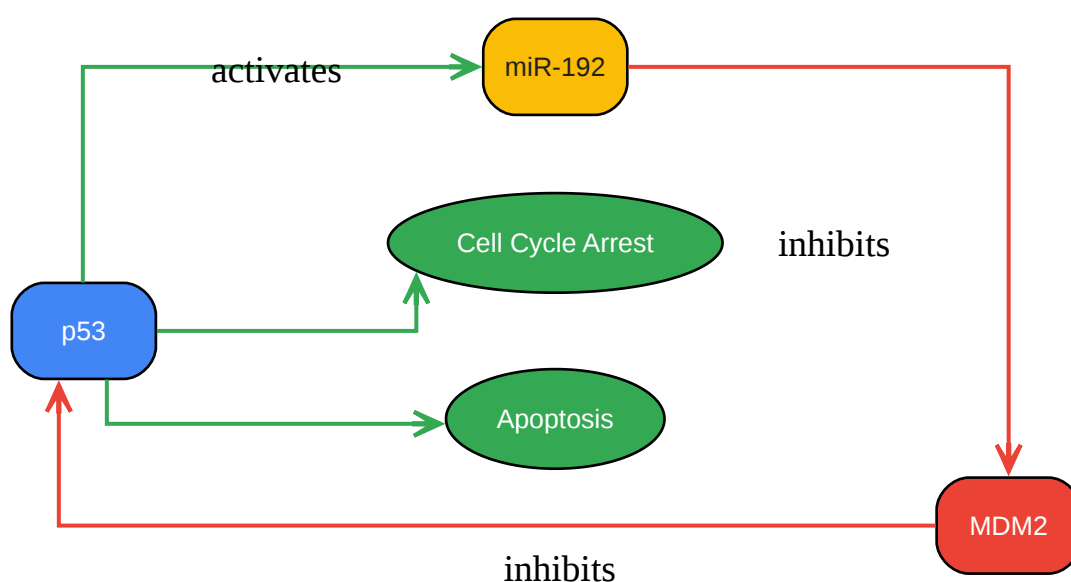 miR-192
activates
Cell Cycle Arrest
inhibits
p53
Apoptosis
MDM2
inhibits